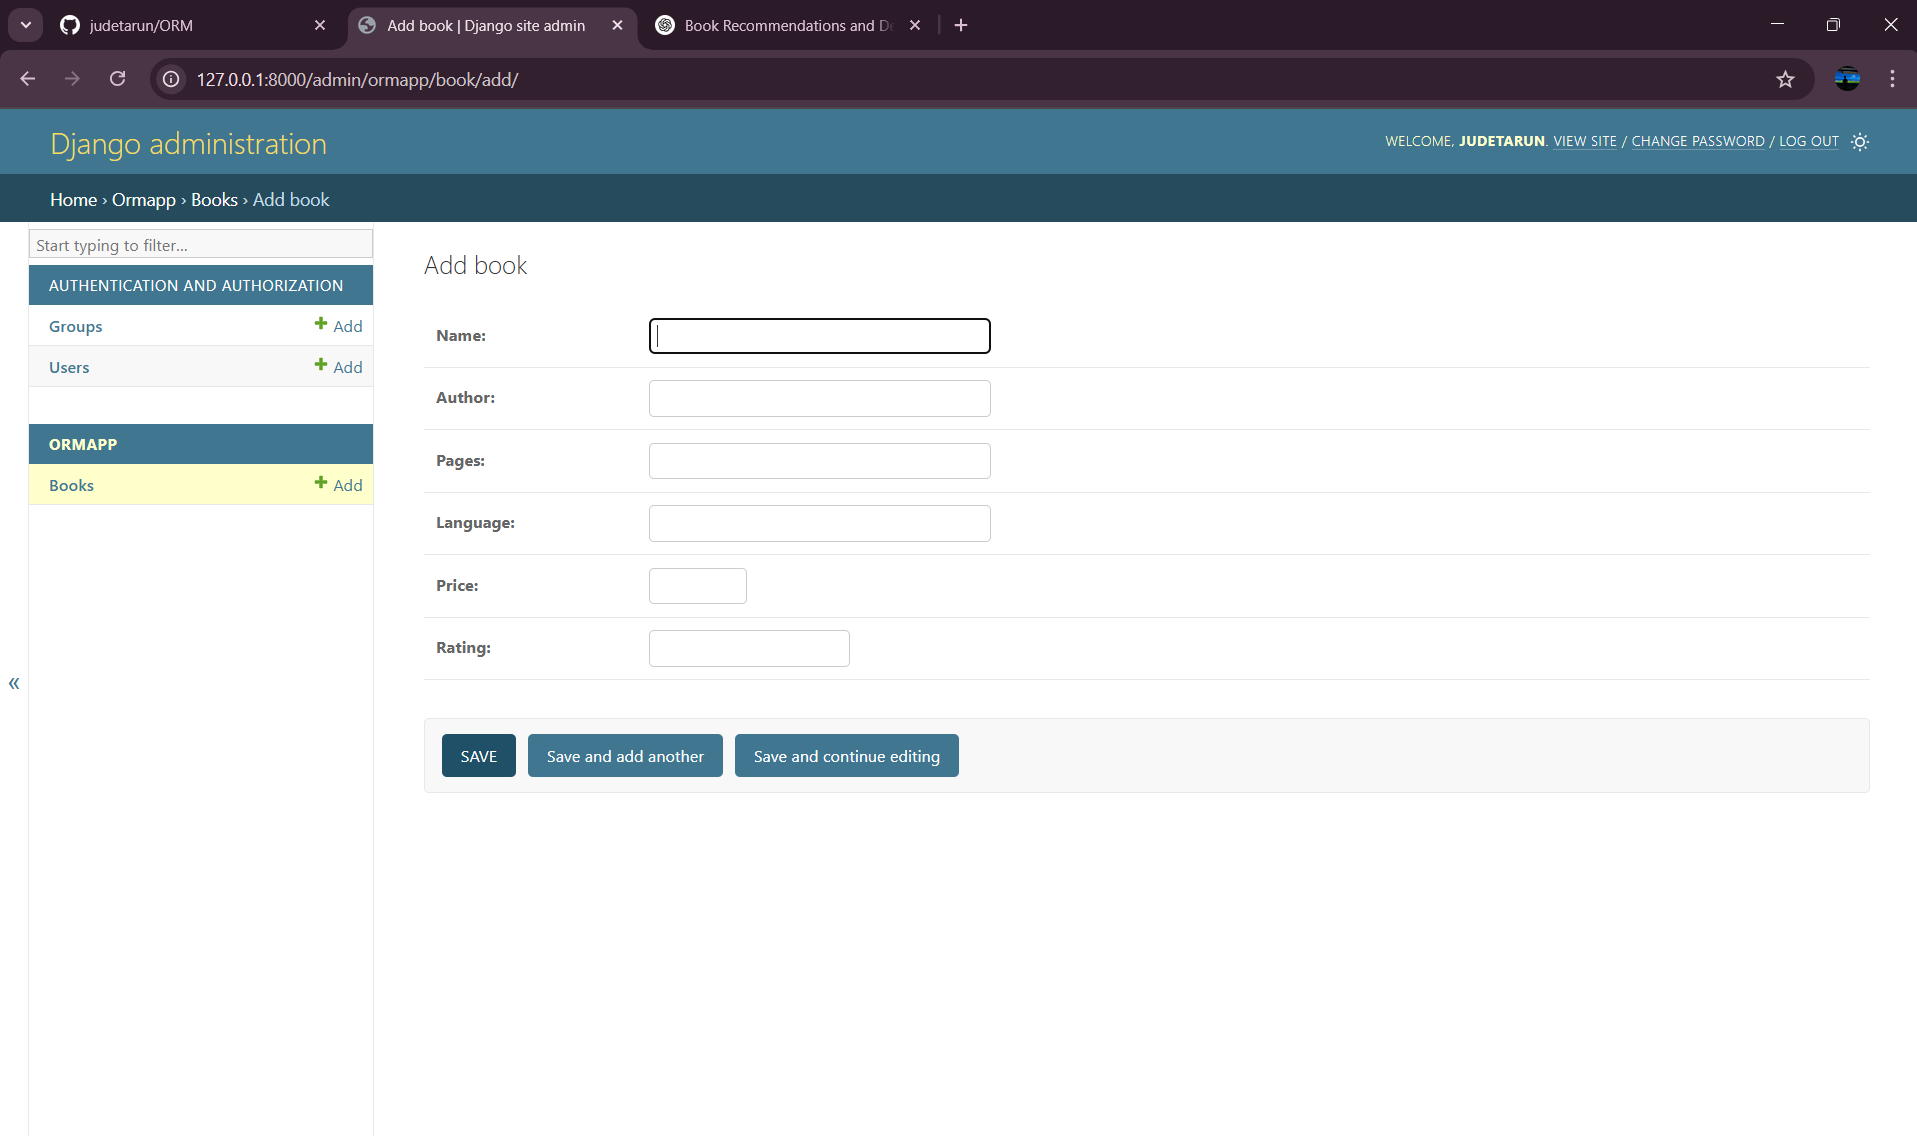 judetarun/ORM
Add book | Django site admin
Book Recommendations and De
127.0.0.1:8000/admin/ormapp/book/add/
Django administration
WELCOME, JUDETARUN. VIEW SITE / CHANGE PASSWORD / LOG OUT
Home › Ormapp › Books › Add book
Start typing to filter...
AUTHENTICATION AND AUTHORIZATION
Groups + Add
Users + Add
ORMAPP
Books + Add
«
Add book
Name:
Author:
Pages:
Language:
Price:
Rating:
SAVE
Save and add another
Save and continue editing